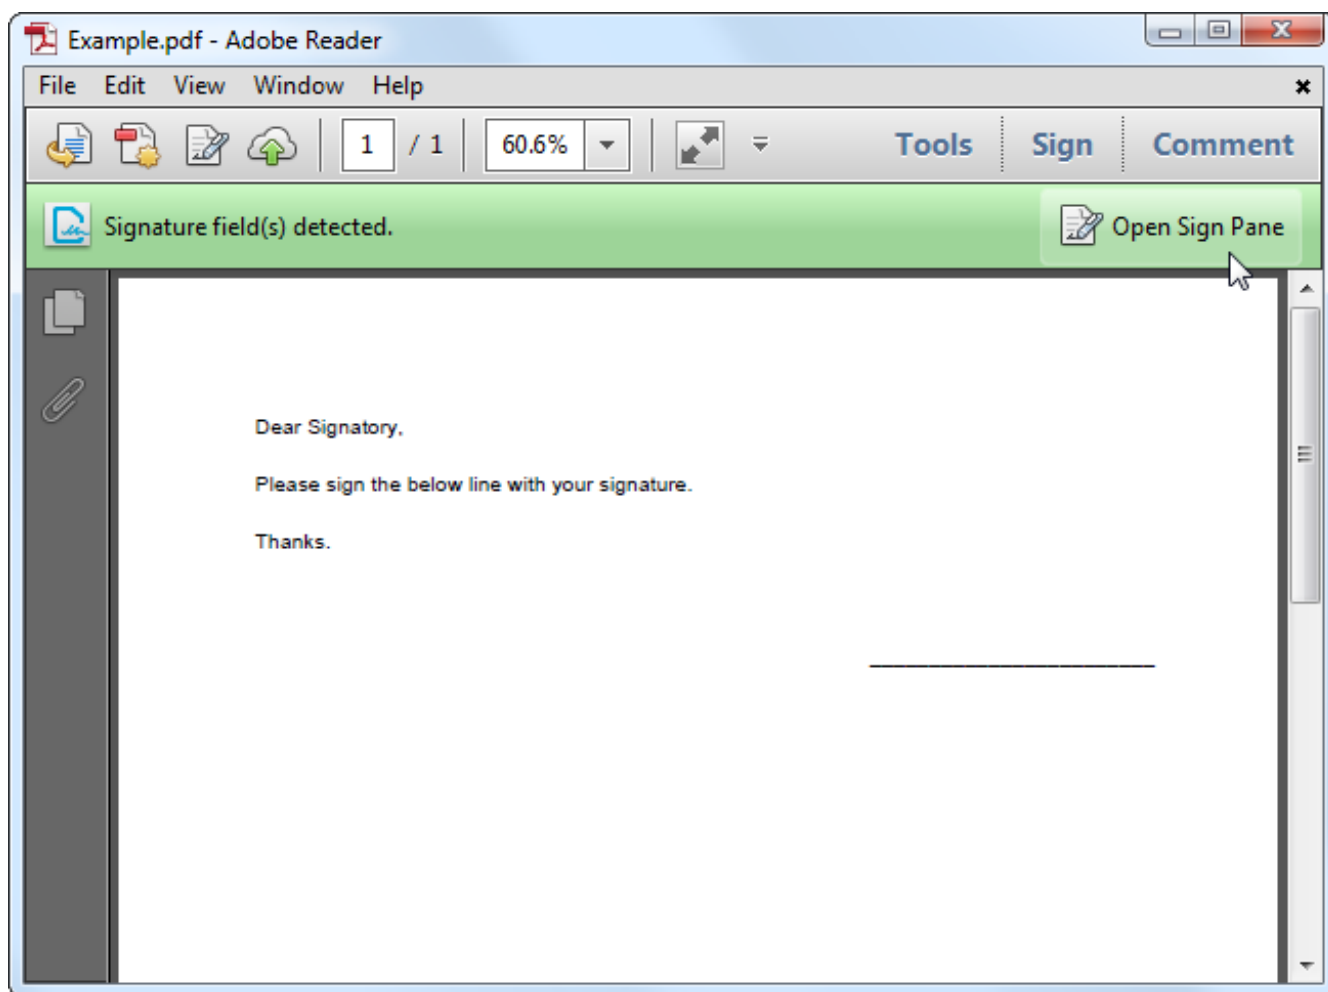 Example.pdf - Adobe Reader
File Edit View Window Help
1 / 1 60.6% Tools Sign Comment
Signature field(s) detected. Open Sign Pane
Dear Signatory,
Please sign the below line with your signature.
Thanks.